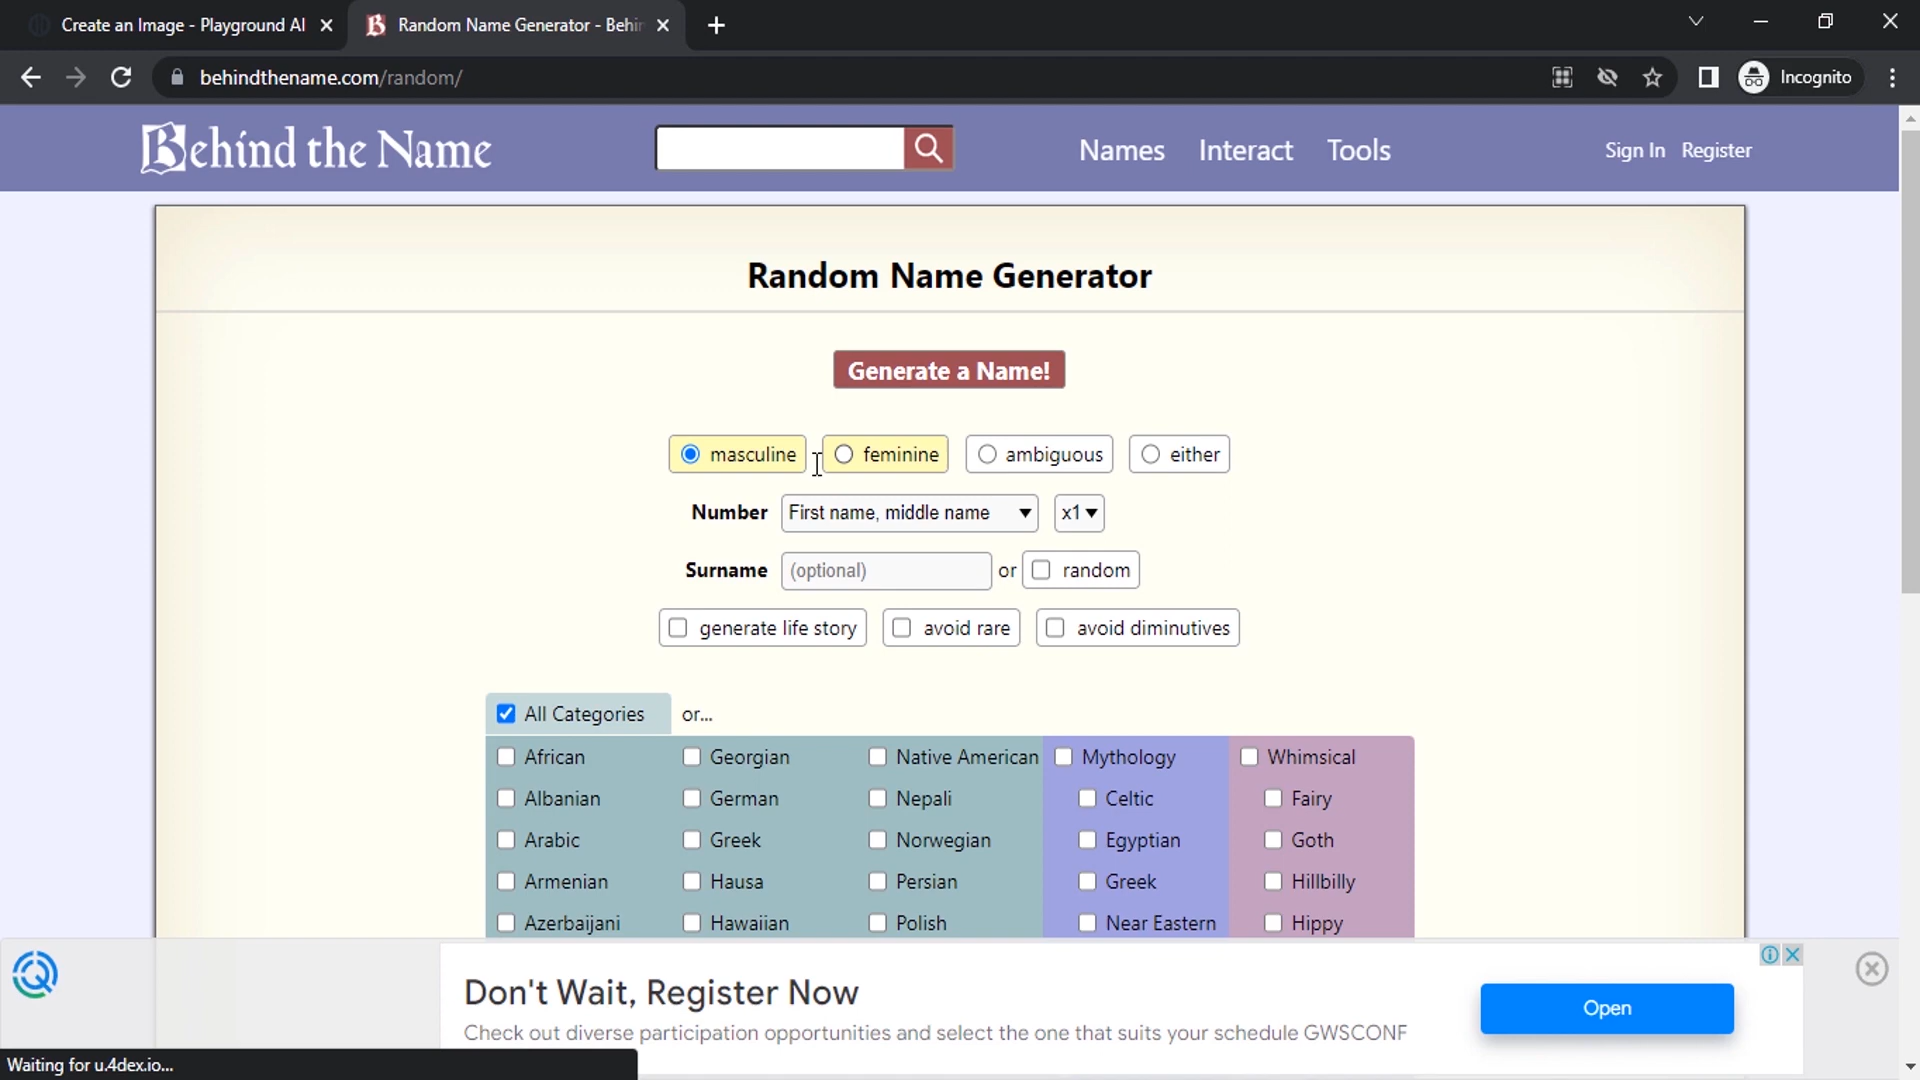 Create an Image - Playground AI
Random Name Generator - Behin
behindthename.com/random/
Incognito
Behind the Name
Names Interact Tools
Sign In Register
Random Name Generator
Generate a Name!
masculine feminine ambiguous either
Number First name, middle name x1
Surname (optional) or random
generate life story avoid rare avoid diminutives
All Categories or...
African Georgian Native American Mythology Whimsical
Albanian German Nepali Celtic Fairy
Arabic Greek Norwegian Egyptian Goth
Armenian Hausa Persian Greek Hillbilly
Azerbaijani Hawaiian Polish Near Eastern Hippy
Don't Wait, Register Now
Check out diverse participation opportunities and select the one that suits your schedule GWSCONF
Open
Waiting for u.4dex.io...